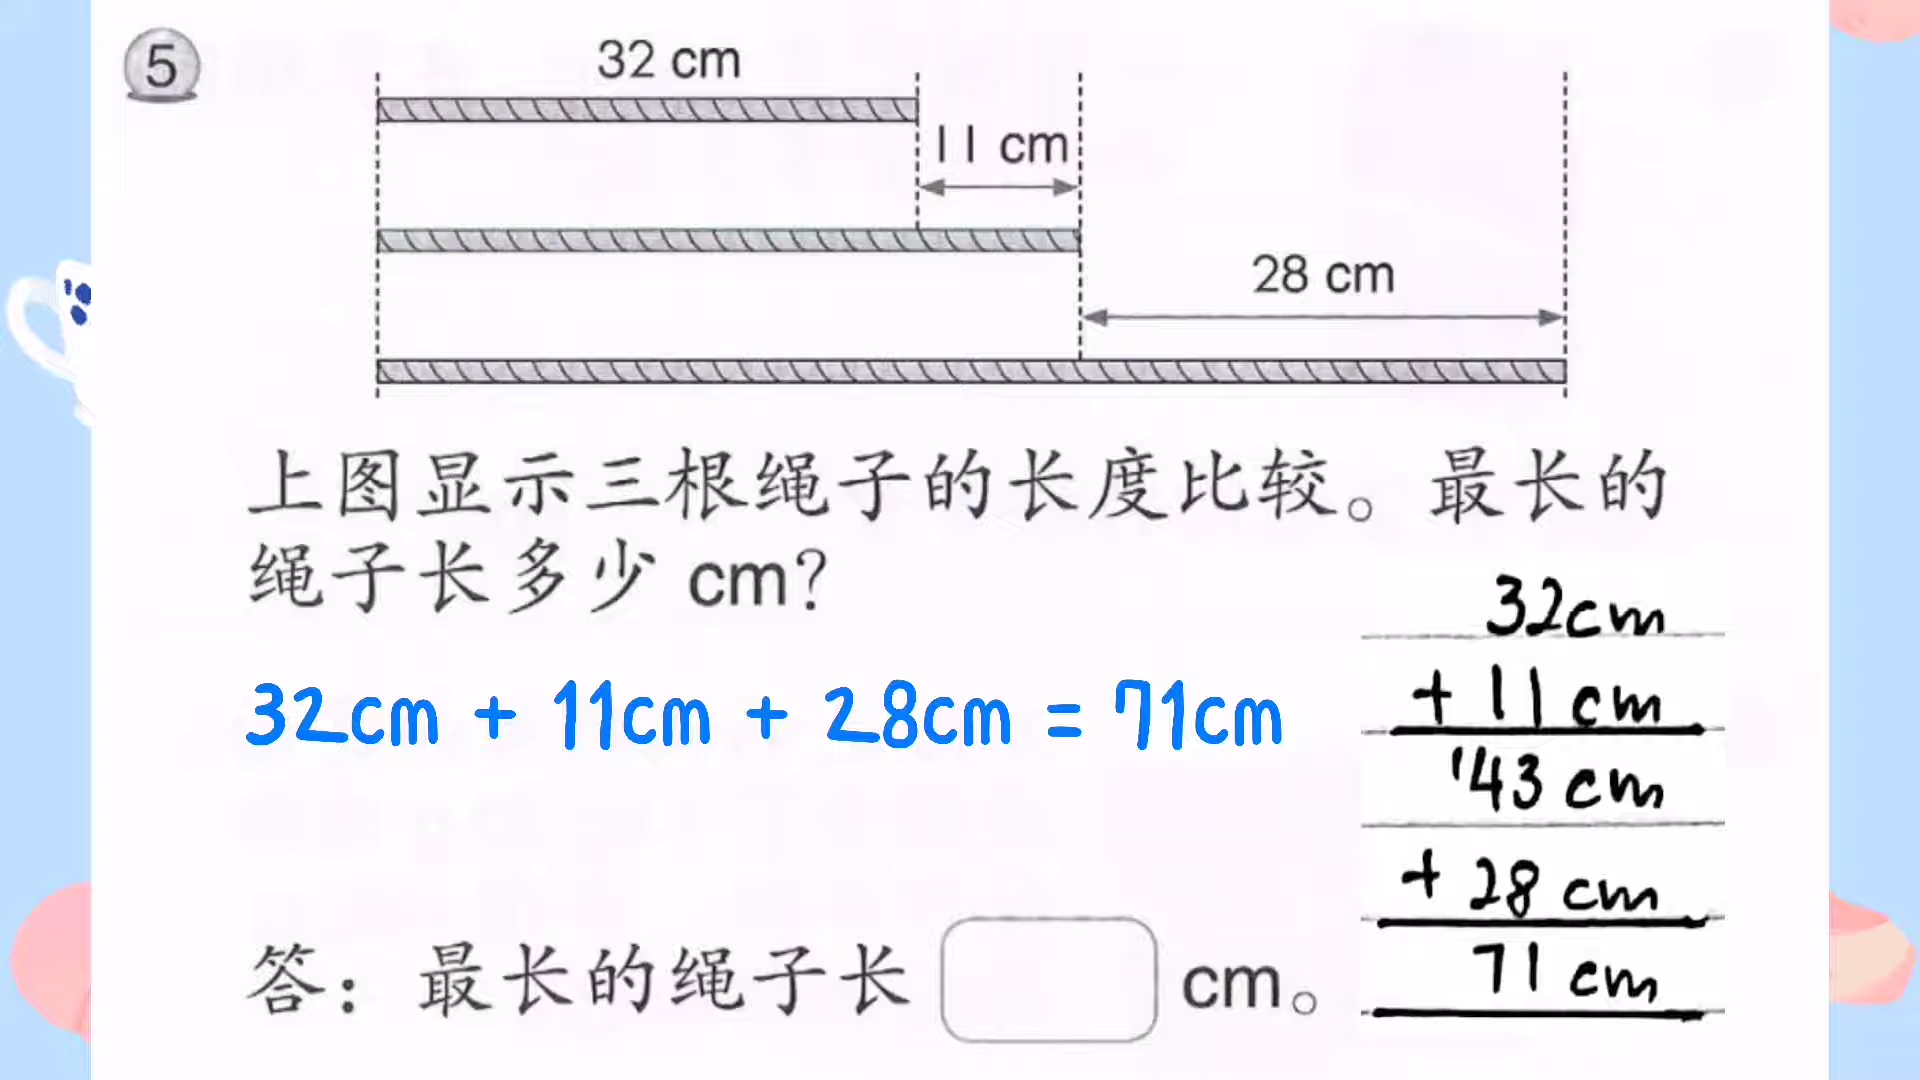 5
32 cm
11 cm
28 cm
上图显示三根绳子的长度比较。最长的
绳子长多少 cm?
32cm + 11cm + 28cm = 71cm
32cm
+ 11 cm
'43 cm
+ 28 cm
71 cm
答：最长的绳子长 cm。